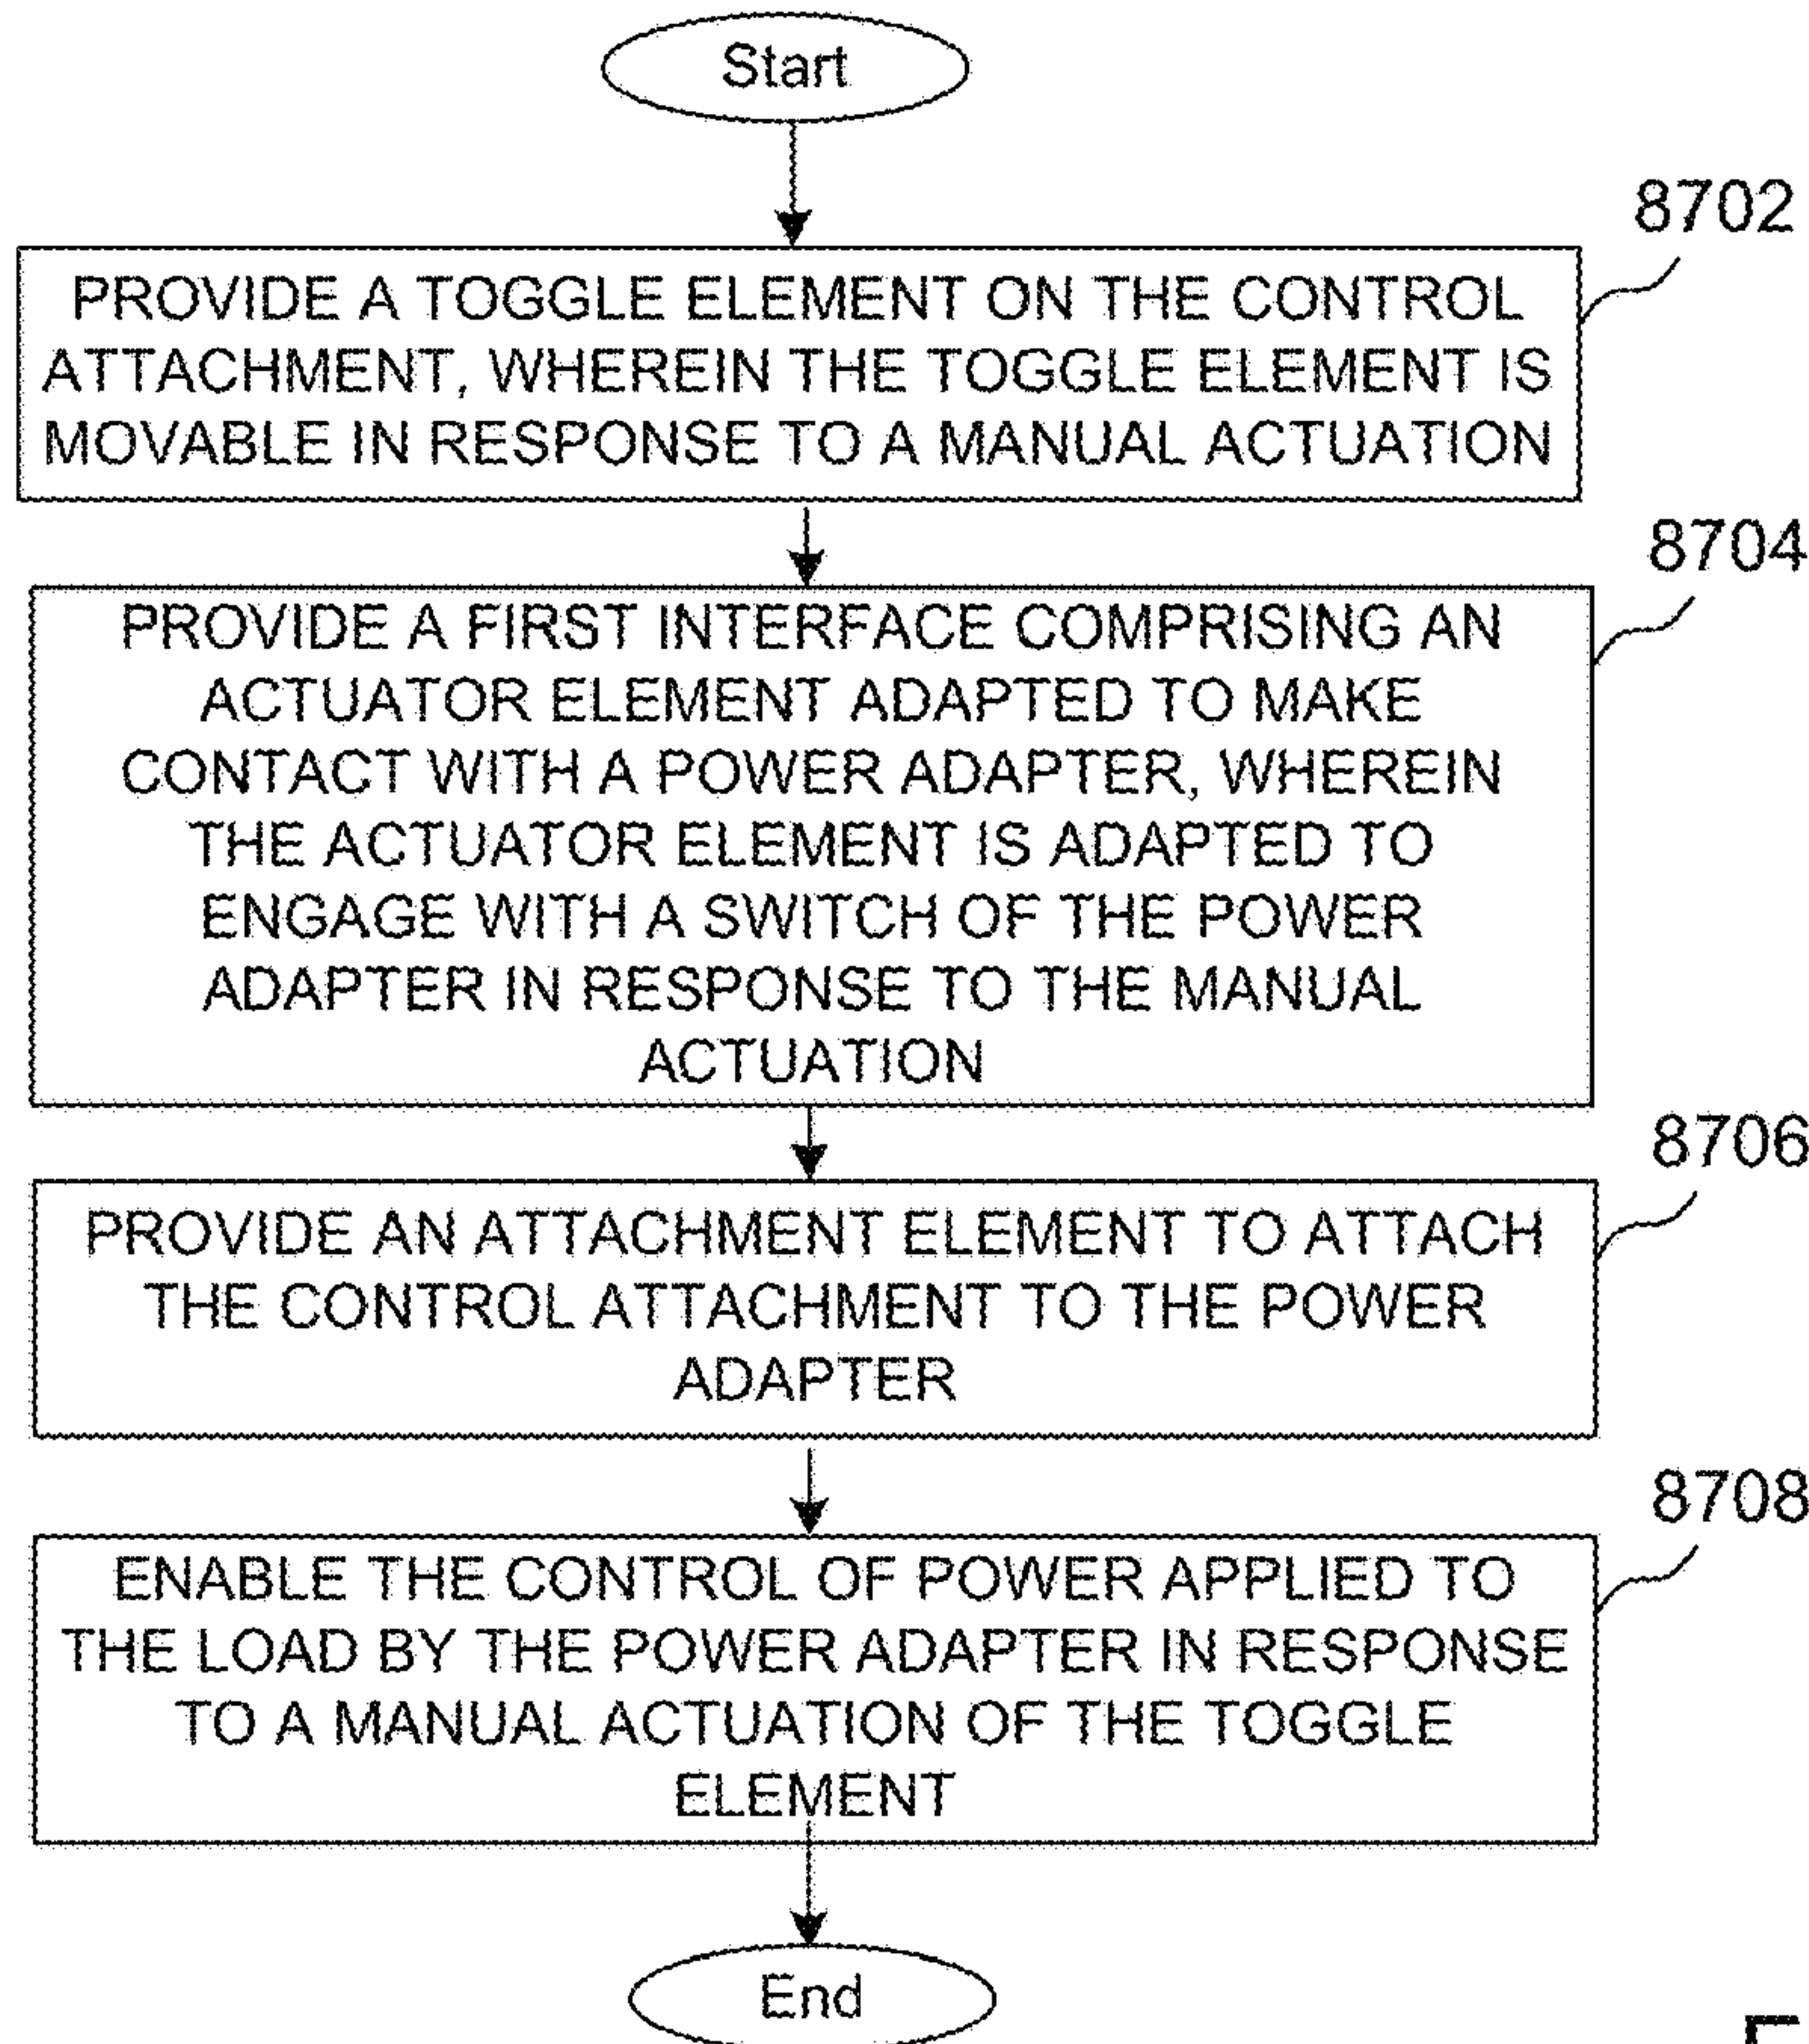 Start
8702
PROVIDE A TOGGLE ELEMENT ON THE CONTROL
ATTACHMENT, WHEREIN THE TOGGLE ELEMENT IS
MOVABLE IN RESPONSE TO A MANUAL ACTUATION
8704
PROVIDE A FIRST INTERFACE COMPRISING AN
ACTUATOR ELEMENT ADAPTED TO MAKE
CONTACT WITH A POWER ADAPTER, WHEREIN
THE ACTUATOR ELEMENT IS ADAPTED TO
ENGAGE WITH A SWITCH OF THE POWER
ADAPTER IN RESPONSE TO THE MANUAL
ACTUATION
8706
PROVIDE AN ATTACHMENT ELEMENT TO ATTACH
THE CONTROL ATTACHMENT TO THE POWER
ADAPTER
8708
ENABLE THE CONTROL OF POWER APPLIED TO
THE LOAD BY THE POWER ADAPTER IN RESPONSE
TO A MANUAL ACTUATION OF THE TOGGLE
ELEMENT
End